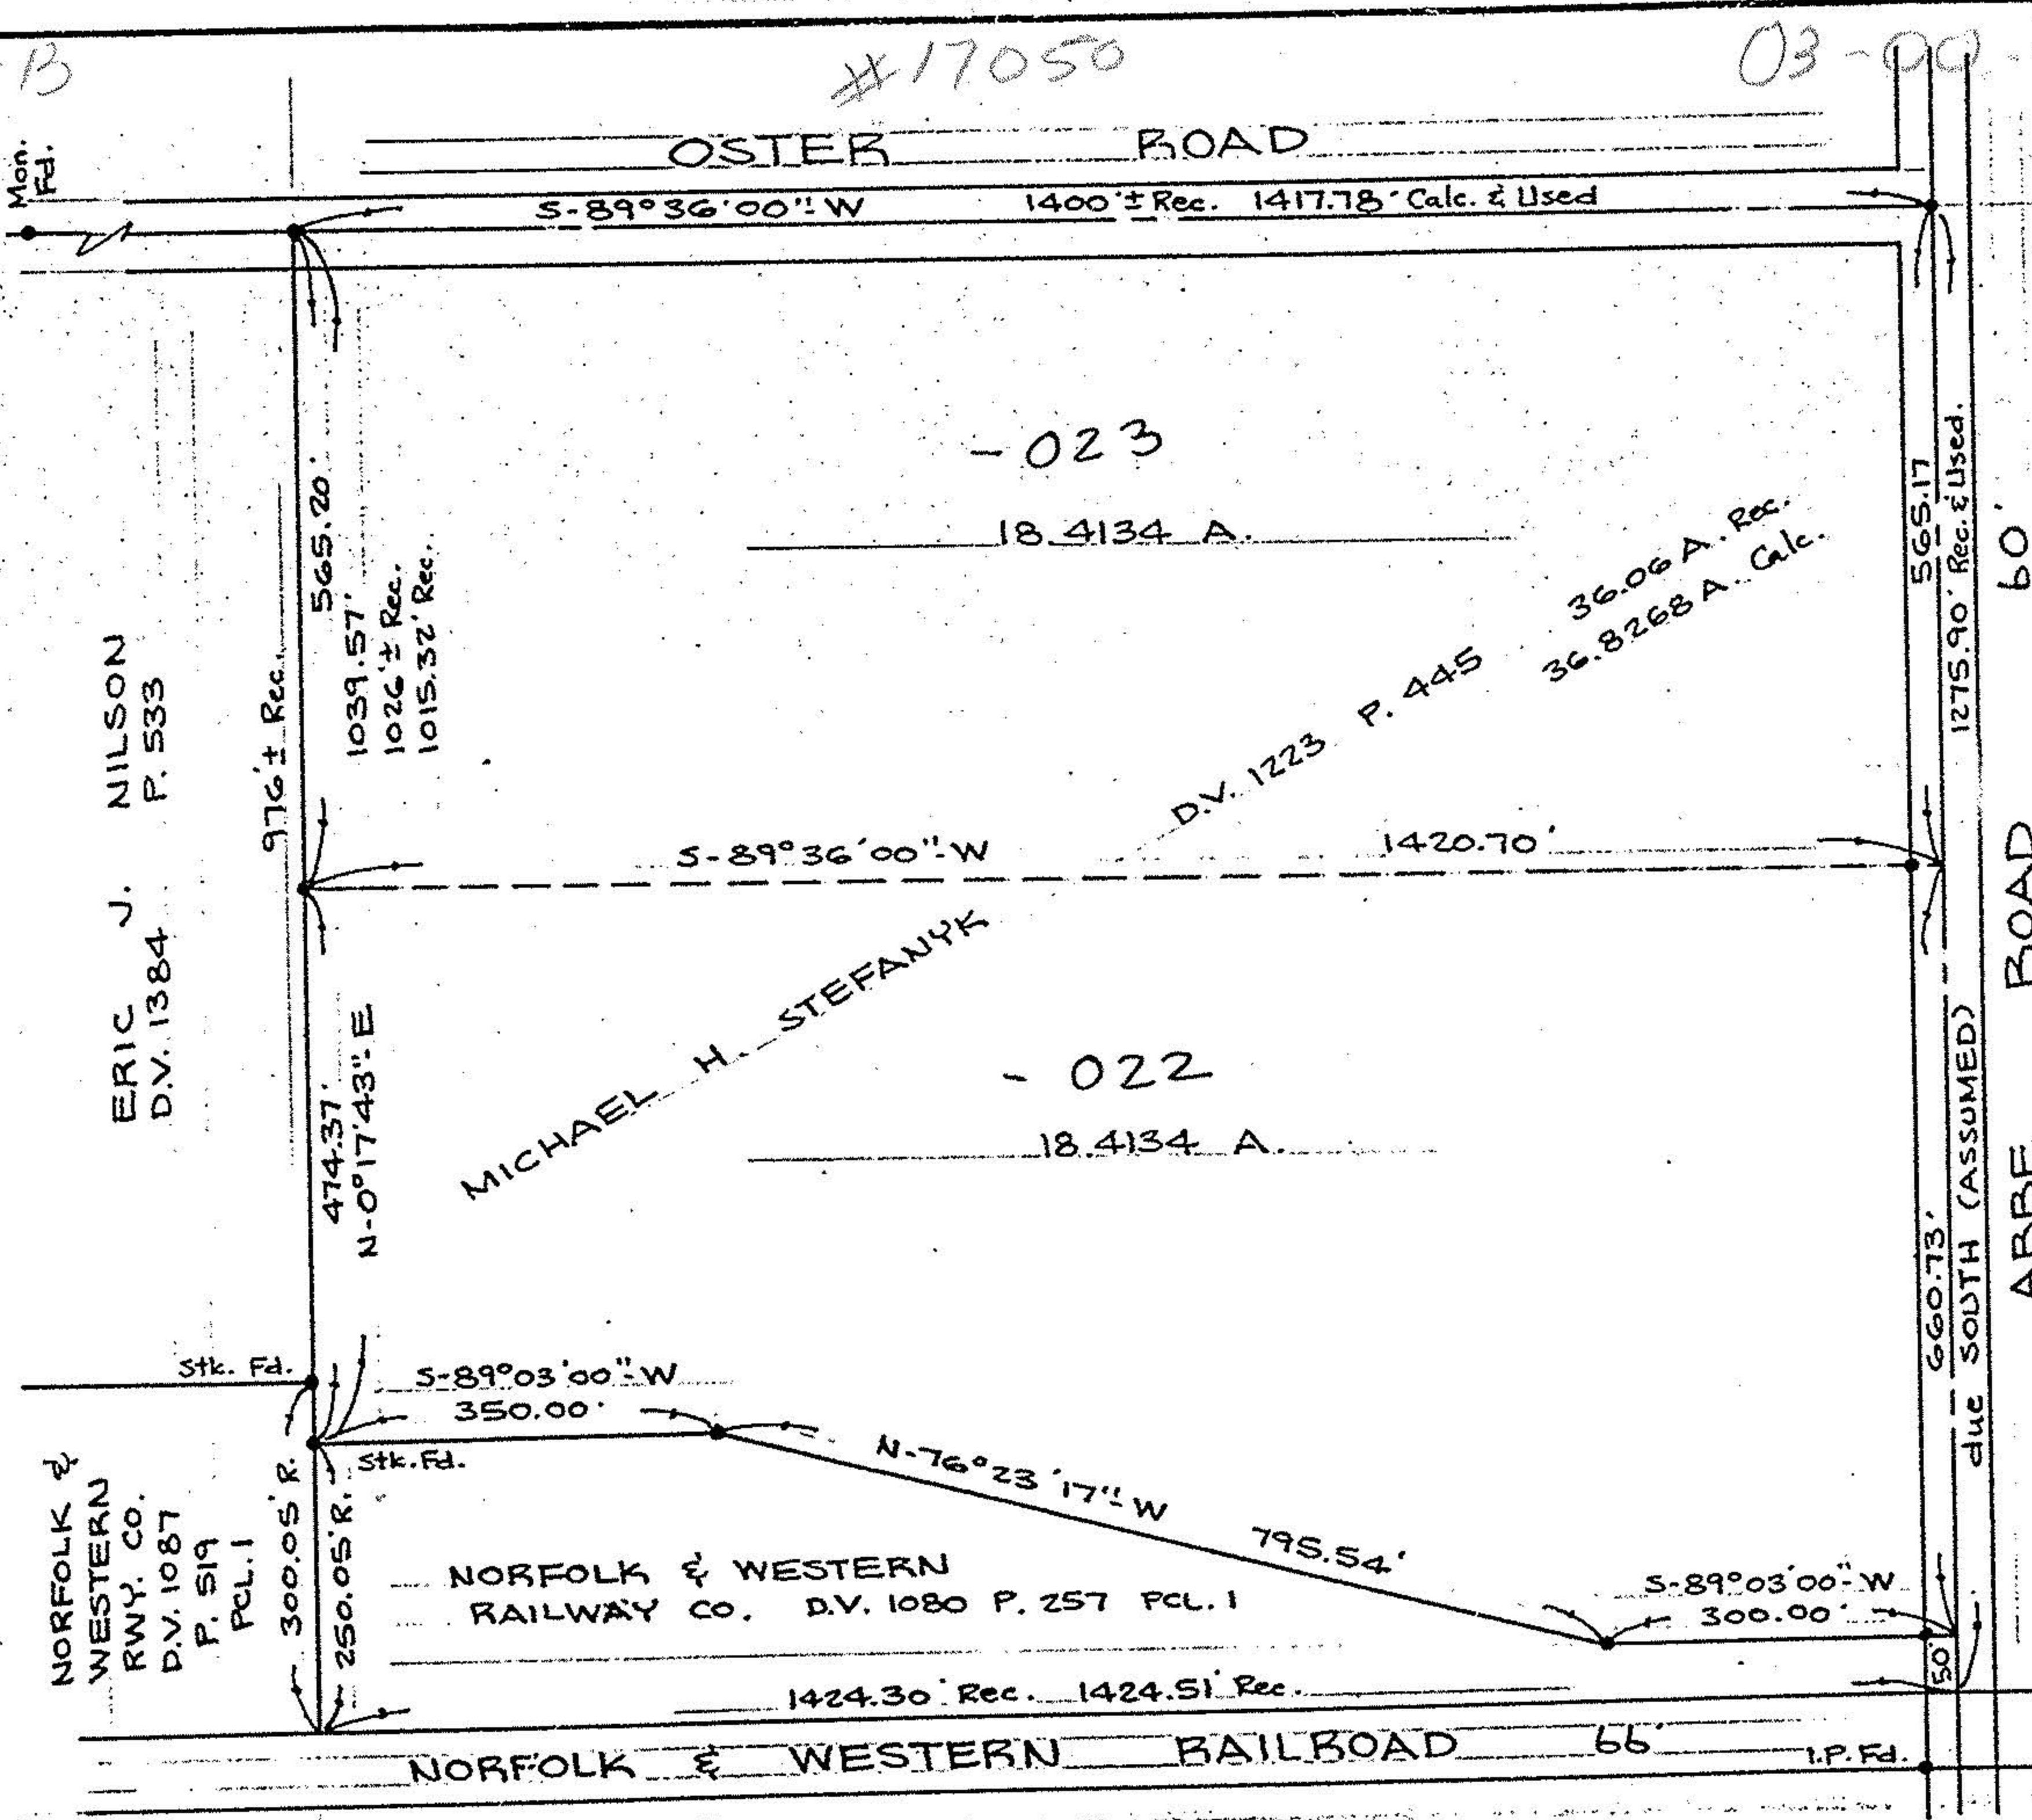 B
#17050
03-00-
Mon.
Fd.
OSTER ROAD
S-89°36'00"-W 1400'± Rec. 1417.78' Calc. & Used
-023
18.4134 A.
565.20'
1039.57'
1026'± Rec.
1015.32' Rec.
976'± Rec.
ERIC J. NILSON
D.V. 1384 P. 533
36.06 A. Rec.
36.8268 A. Calc.
D.V. 1223 P. 445
565.17
1275.90' Rec. & Used.
60'
ROAD
S-89°36'00"-W 1420.70'
MICHAEL H. STEFANYK
-022
18.4134 A.
474.37'
N-0°17'43"-E
660.73'
due SOUTH (ASSUMED)
Stk. Fd.
S-89°03'00"-W
350.00'
Stk. Fd.
N-76°23'17"-W 795.54'
S-89°03'00"-W
300.00'
50'
NORFOLK &
WESTERN
RWY. CO.
D.V. 1087
P. 519
PCL. 1
300.05' R.
250.05' R.
NORFOLK & WESTERN
RAILWAY CO. D.V. 1080 P. 257 PCL. 1
1424.30' Rec. 1424.51' Rec.
NORFOLK & WESTERN RAILROAD 66'
I.P. Fd.